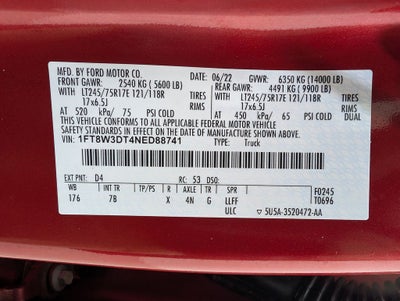 MFD. BY FORD MOTOR CO.
DATE: 06/22 GVWR: 6350 KG (14000 LB)
FRONT GAWR: 2540 KG ( 5600 LB) REAR GAWR: 4491 KG ( 9900 LB)
LT245/75R17E 121/118R TIRES LT245/75R17E 121/118R TIRES
17x6.5J RIMS 17x6.5J RIMS
AT 520 kPa/ 75 PSI COLD AT 450 kPa/ 65 PSI COLD DUAL
THIS VEHICLE CONFORMS TO ALL APPLICABLE FEDERAL MOTOR VEHICLE SAFETY STANDARDS IN EFFECT ON THE DATE OF MANUFACTURE SHOWN ABOVE.
VIN: 1FT8W3DT4NED88741 TYPE: Truck
EXT PNT: D4 RC: 53 DSO:
WB INT TR TP/PS R AXLE TR SPR F0245
176 7B X 4N G LLFF T0696
ULC 5U5A-3520472-AA